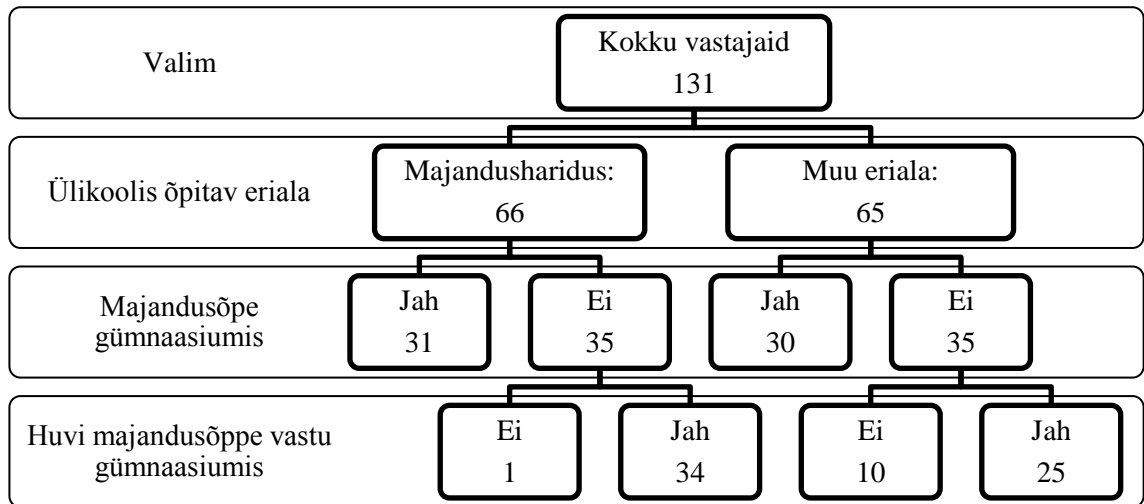 Valim
Kokku vastajaid
131
Ülikoolis õpitav eriala
Majandusharidus:
66
Muu eriala:
65
Majandusõpe
gümnaasiumis
Jah
31
Ei
35
Jah
30
Ei
35
Huvi majandusõppe vastu
gümnaasiumis
Ei
1
Jah
34
Ei
10
Jah
25